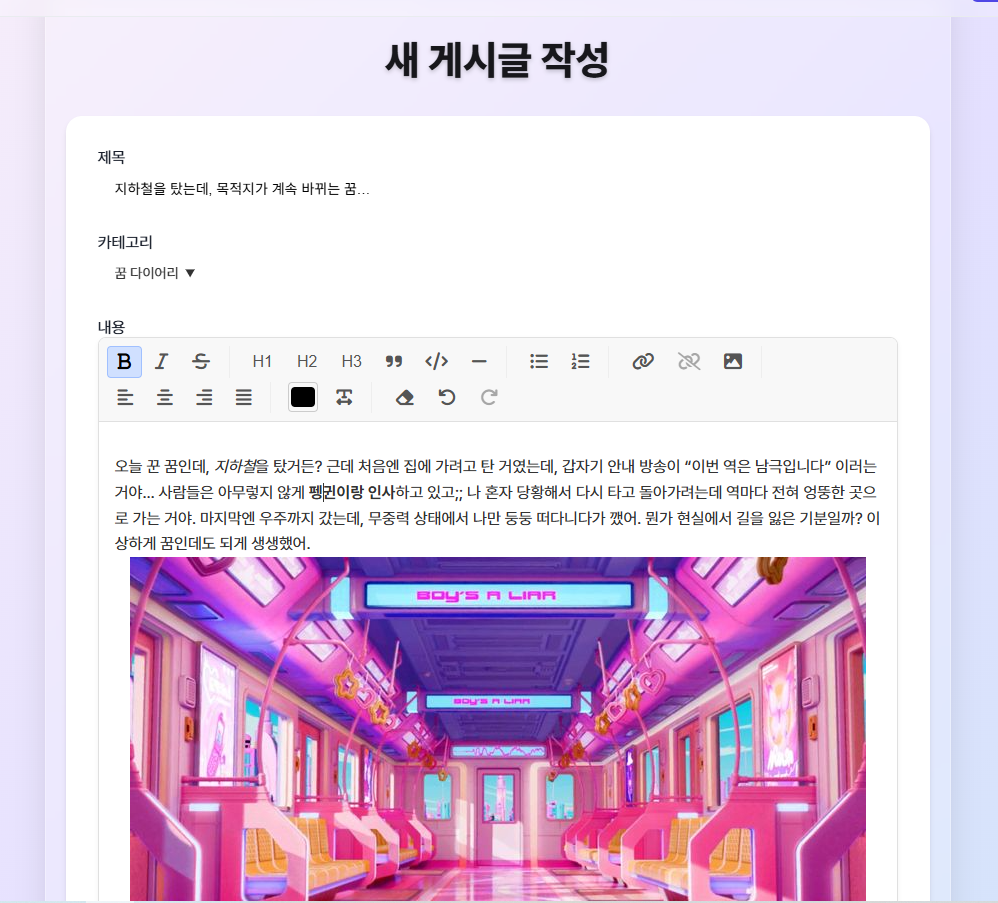 새 게시글 작성
제목
지하철을 탔는데, 목적지가 계속 바뀌는 꿈...
카테고리
꿈 다이어리 ▼
내용
B I S H1 H2 H3
오늘 꾼 꿈인데, 지하철을 탔거든? 근데 처음엔 집에 가려고 탄 거였는데, 갑자기 안내 방송이 “이번 역은 남극입니다” 이러는
거야... 사람들은 아무렇지 않게 펭귄이랑 인사하고 있고;; 나 혼자 당황해서 다시 타고 돌아가려는데 역마다 전혀 엉뚱한 곳으
로 가는 거야. 마지막엔 우주까지 갔는데, 무중력 상태에서 나만 둥둥 떠다니다가 깼어. 뭔가 현실에서 길을 잃은 기분일까? 이
상하게 꿈인데도 되게 생생했어.
BOY'S A LIAR
BOY'S A LIAR